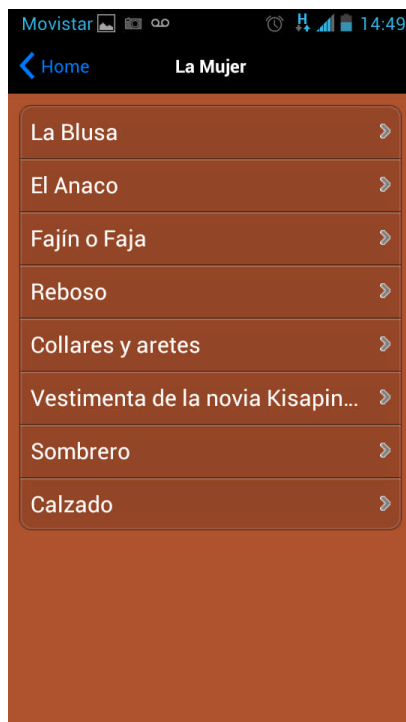 Movistar 14:49
Home La Mujer
La Blusa
El Anaco
Fajín o Faja
Reboso
Collares y aretes
Vestimenta de la novia Kisapin...
Sombrero
Calzado